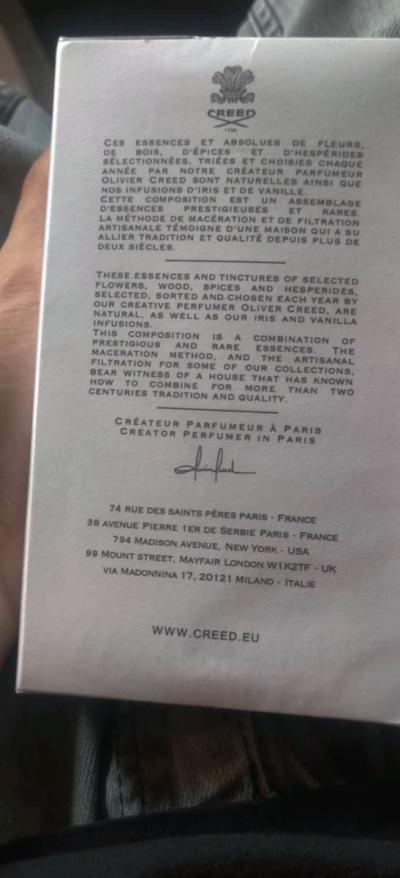 CREED
1760
CES ESSENCES ET ABSOLUES DE FLEURS,
DE BOIS, D'ÉPICES ET D'HESPÉRIDES
SÉLECTIONNÉES, TRIÉES ET CHOISIES CHAQUE
ANNÉE PAR NOTRE CRÉATEUR PARFUMEUR
OLIVIER CREED SONT NATURELLES AINSI QUE
NOS INFUSIONS D'IRIS ET DE VANILLE.
CETTE COMPOSITION EST UN ASSEMBLAGE
D'ESSENCES PRESTIGIEUSES ET RARES.
LA MÉTHODE DE MACÉRATION ET DE FILTRATION
ARTISANALE TÉMOIGNE D'UNE MAISON QUI A SU
ALLIER TRADITION ET QUALITÉ DEPUIS PLUS DE
DEUX SIÈCLES.
THESE ESSENCES AND TINCTURES OF SELECTED
FLOWERS, WOOD, SPICES AND HESPERIDES,
SELECTED, SORTED AND CHOSEN EACH YEAR BY
OUR CREATIVE PERFUMER OLIVER CREED, ARE
NATURAL, AS WELL AS OUR IRIS AND VANILLA
INFUSIONS.
THIS COMPOSITION IS A COMBINATION OF
PRESTIGIOUS AND RARE ESSENCES. THE
MACERATION METHOD, AND THE ARTISANAL
FILTRATION FOR SOME OF OUR COLLECTIONS,
BEAR WITNESS OF A HOUSE THAT HAS KNOWN
HOW TO COMBINE FOR MORE THAN TWO
CENTURIES TRADITION AND QUALITY.
CRÉATEUR PARFUMEUR À PARIS
CREATOR PERFUMER IN PARIS
74 RUE DES SAINTS PÈRES PARIS - FRANCE
38 AVENUE PIERRE 1ER DE SERBIE PARIS - FRANCE
794 MADISON AVENUE, NEW YORK - USA
99 MOUNT STREET, MAYFAIR LONDON W1K2TF - UK
VIA MADONNINA 17, 20121 MILANO - ITALIE
WWW.CREED.EU